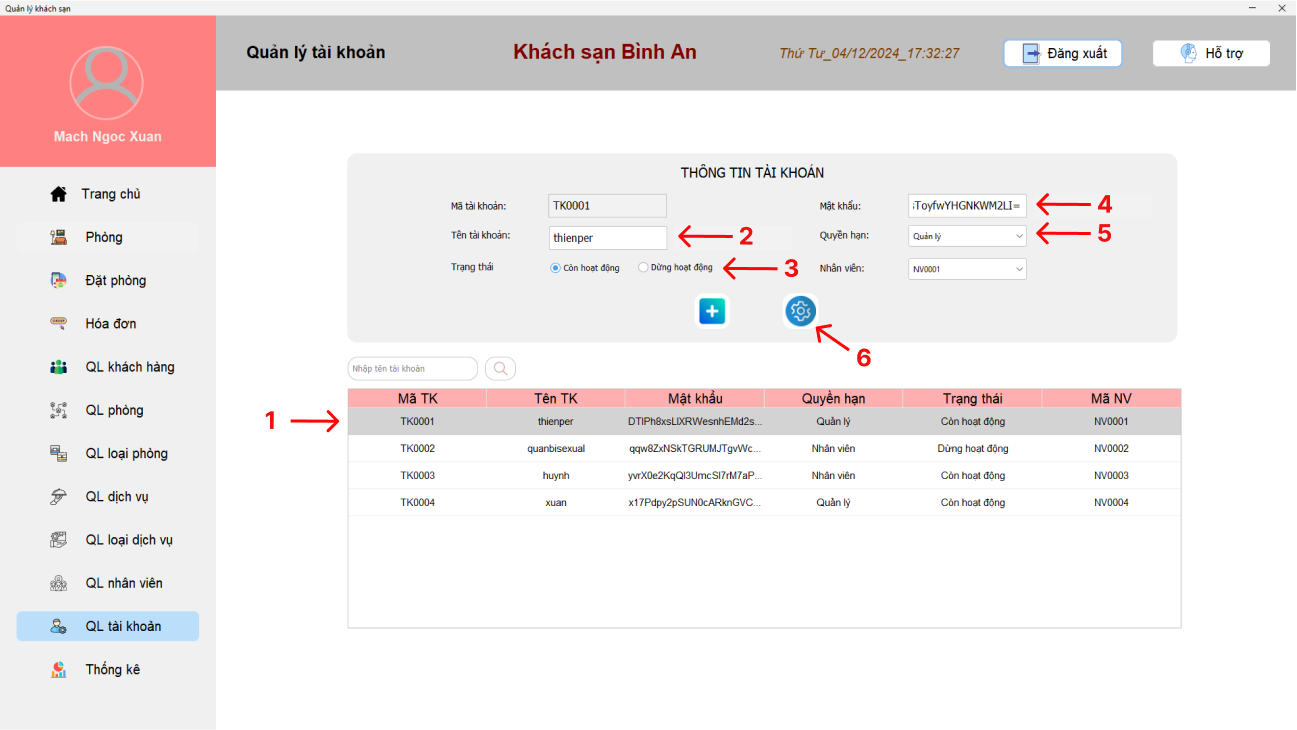 Quản lý khách sạn
Mach Ngoc Xuan
Quản lý tài khoản
Khách sạn Bình An
Thứ Tư_04/12/2024_17:32:27
Đăng xuất
Hỗ trợ
Trang chủ
Phòng
Đặt phòng
Hóa đơn
QL khách hàng
QL phòng
QL loại phòng
QL dịch vụ
QL loại dịch vụ
QL nhân viên
QL tài khoản
Thống kê
THÔNG TIN TÀI KHOẢN
Mã tài khoản: TK0001
Mật khẩu: ToyfwYHGNKWM2LI= 4
Tên tài khoản: thienper 2
Quyền hạn: Quản lý 5
Trạng thái Còn hoạt động Dừng hoạt động 3
Nhân viên: NV0001
6
Nhập tên tài khoản
Mã TK Tên TK Mật khẩu Quyền hạn Trạng thái Mã NV
1 TK0001 thienper DTIPh8xsLlXRWesnhEMd2s... Quản lý Còn hoạt động NV0001
TK0002 quanbisexual qqw8ZxNSkTGRUMJTgvWc... Nhân viên Dừng hoạt động NV0002
TK0003 huynh yvrX0e2KqQl3UmcSl7rM7aP... Nhân viên Còn hoạt động NV0003
TK0004 xuan x17Pdpy2pSUN0cARknGVC... Quản lý Còn hoạt động NV0004